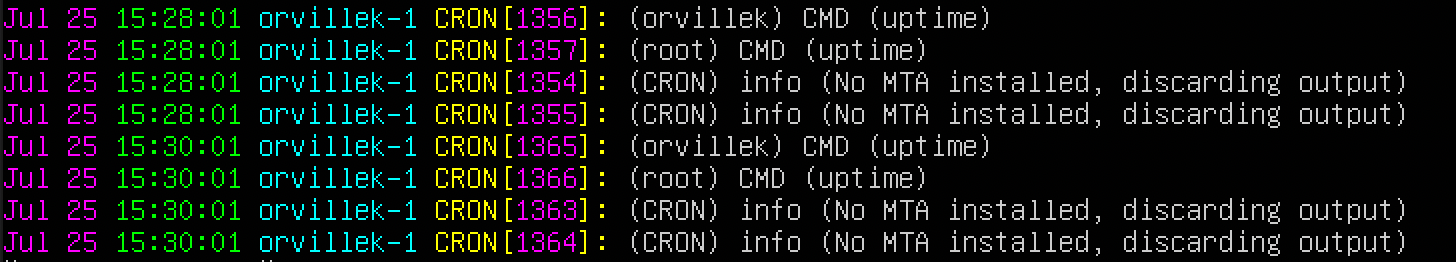 Jul 25 15:28:01 orvillek-1 CRON[1356]: (orvillek) CMD (uptime)
Jul 25 15:28:01 orvillek-1 CRON[1357]: (root) CMD (uptime)
Jul 25 15:28:01 orvillek-1 CRON[1354]: (CRON) info (No MTA installed, discarding output)
Jul 25 15:28:01 orvillek-1 CRON[1355]: (CRON) info (No MTA installed, discarding output)
Jul 25 15:30:01 orvillek-1 CRON[1365]: (orvillek) CMD (uptime)
Jul 25 15:30:01 orvillek-1 CRON[1366]: (root) CMD (uptime)
Jul 25 15:30:01 orvillek-1 CRON[1363]: (CRON) info (No MTA installed, discarding output)
Jul 25 15:30:01 orvillek-1 CRON[1364]: (CRON) info (No MTA installed, discarding output)